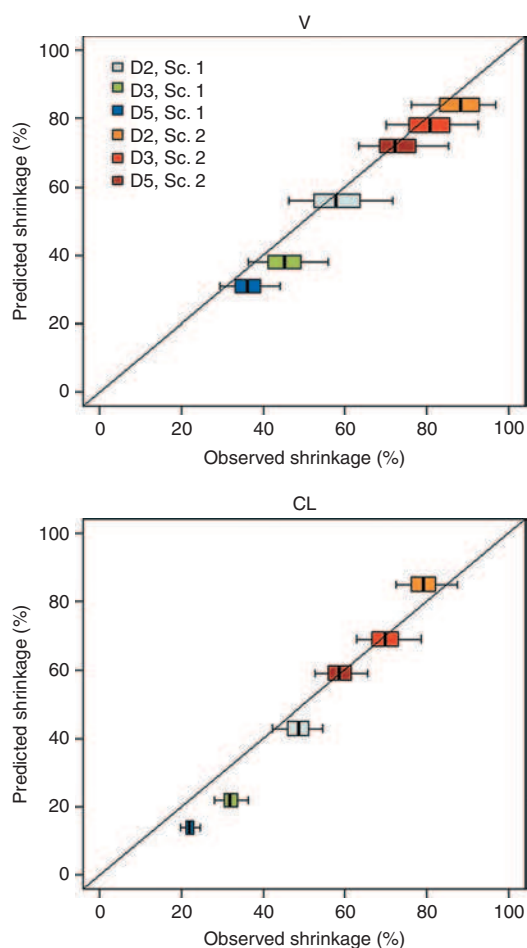 V
100
80
60
40
20
0
Predicted shrinkage (%)
D2, Sc. 1
D3, Sc. 1
D5, Sc. 1
D2, Sc. 2
D3, Sc. 2
D5, Sc. 2
0 20 40 60 80 100
Observed shrinkage (%)
CL
100
80
60
40
20
0
Predicted shrinkage (%)
0 20 40 60 80 100
Observed shrinkage (%)